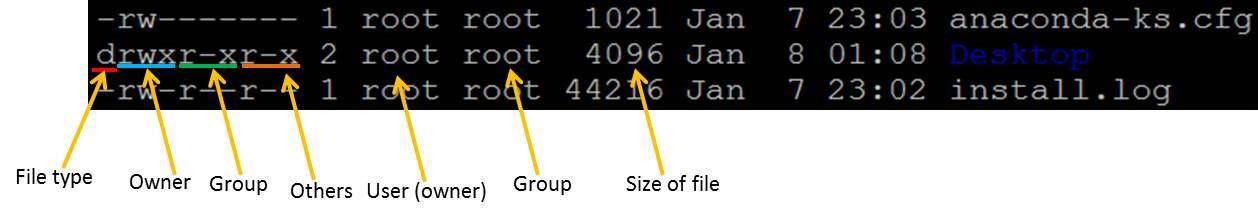 -rw------- 1 root root 1021 Jan 7 23:03 anaconda-ks.cfg
drwxr-xr-x 2 root root 4096 Jan 8 01:08 Desktop
-rw-r--r-- 1 root root 44216 Jan 7 23:02 install.log
File type Owner Group Others User (owner) Group Size of file